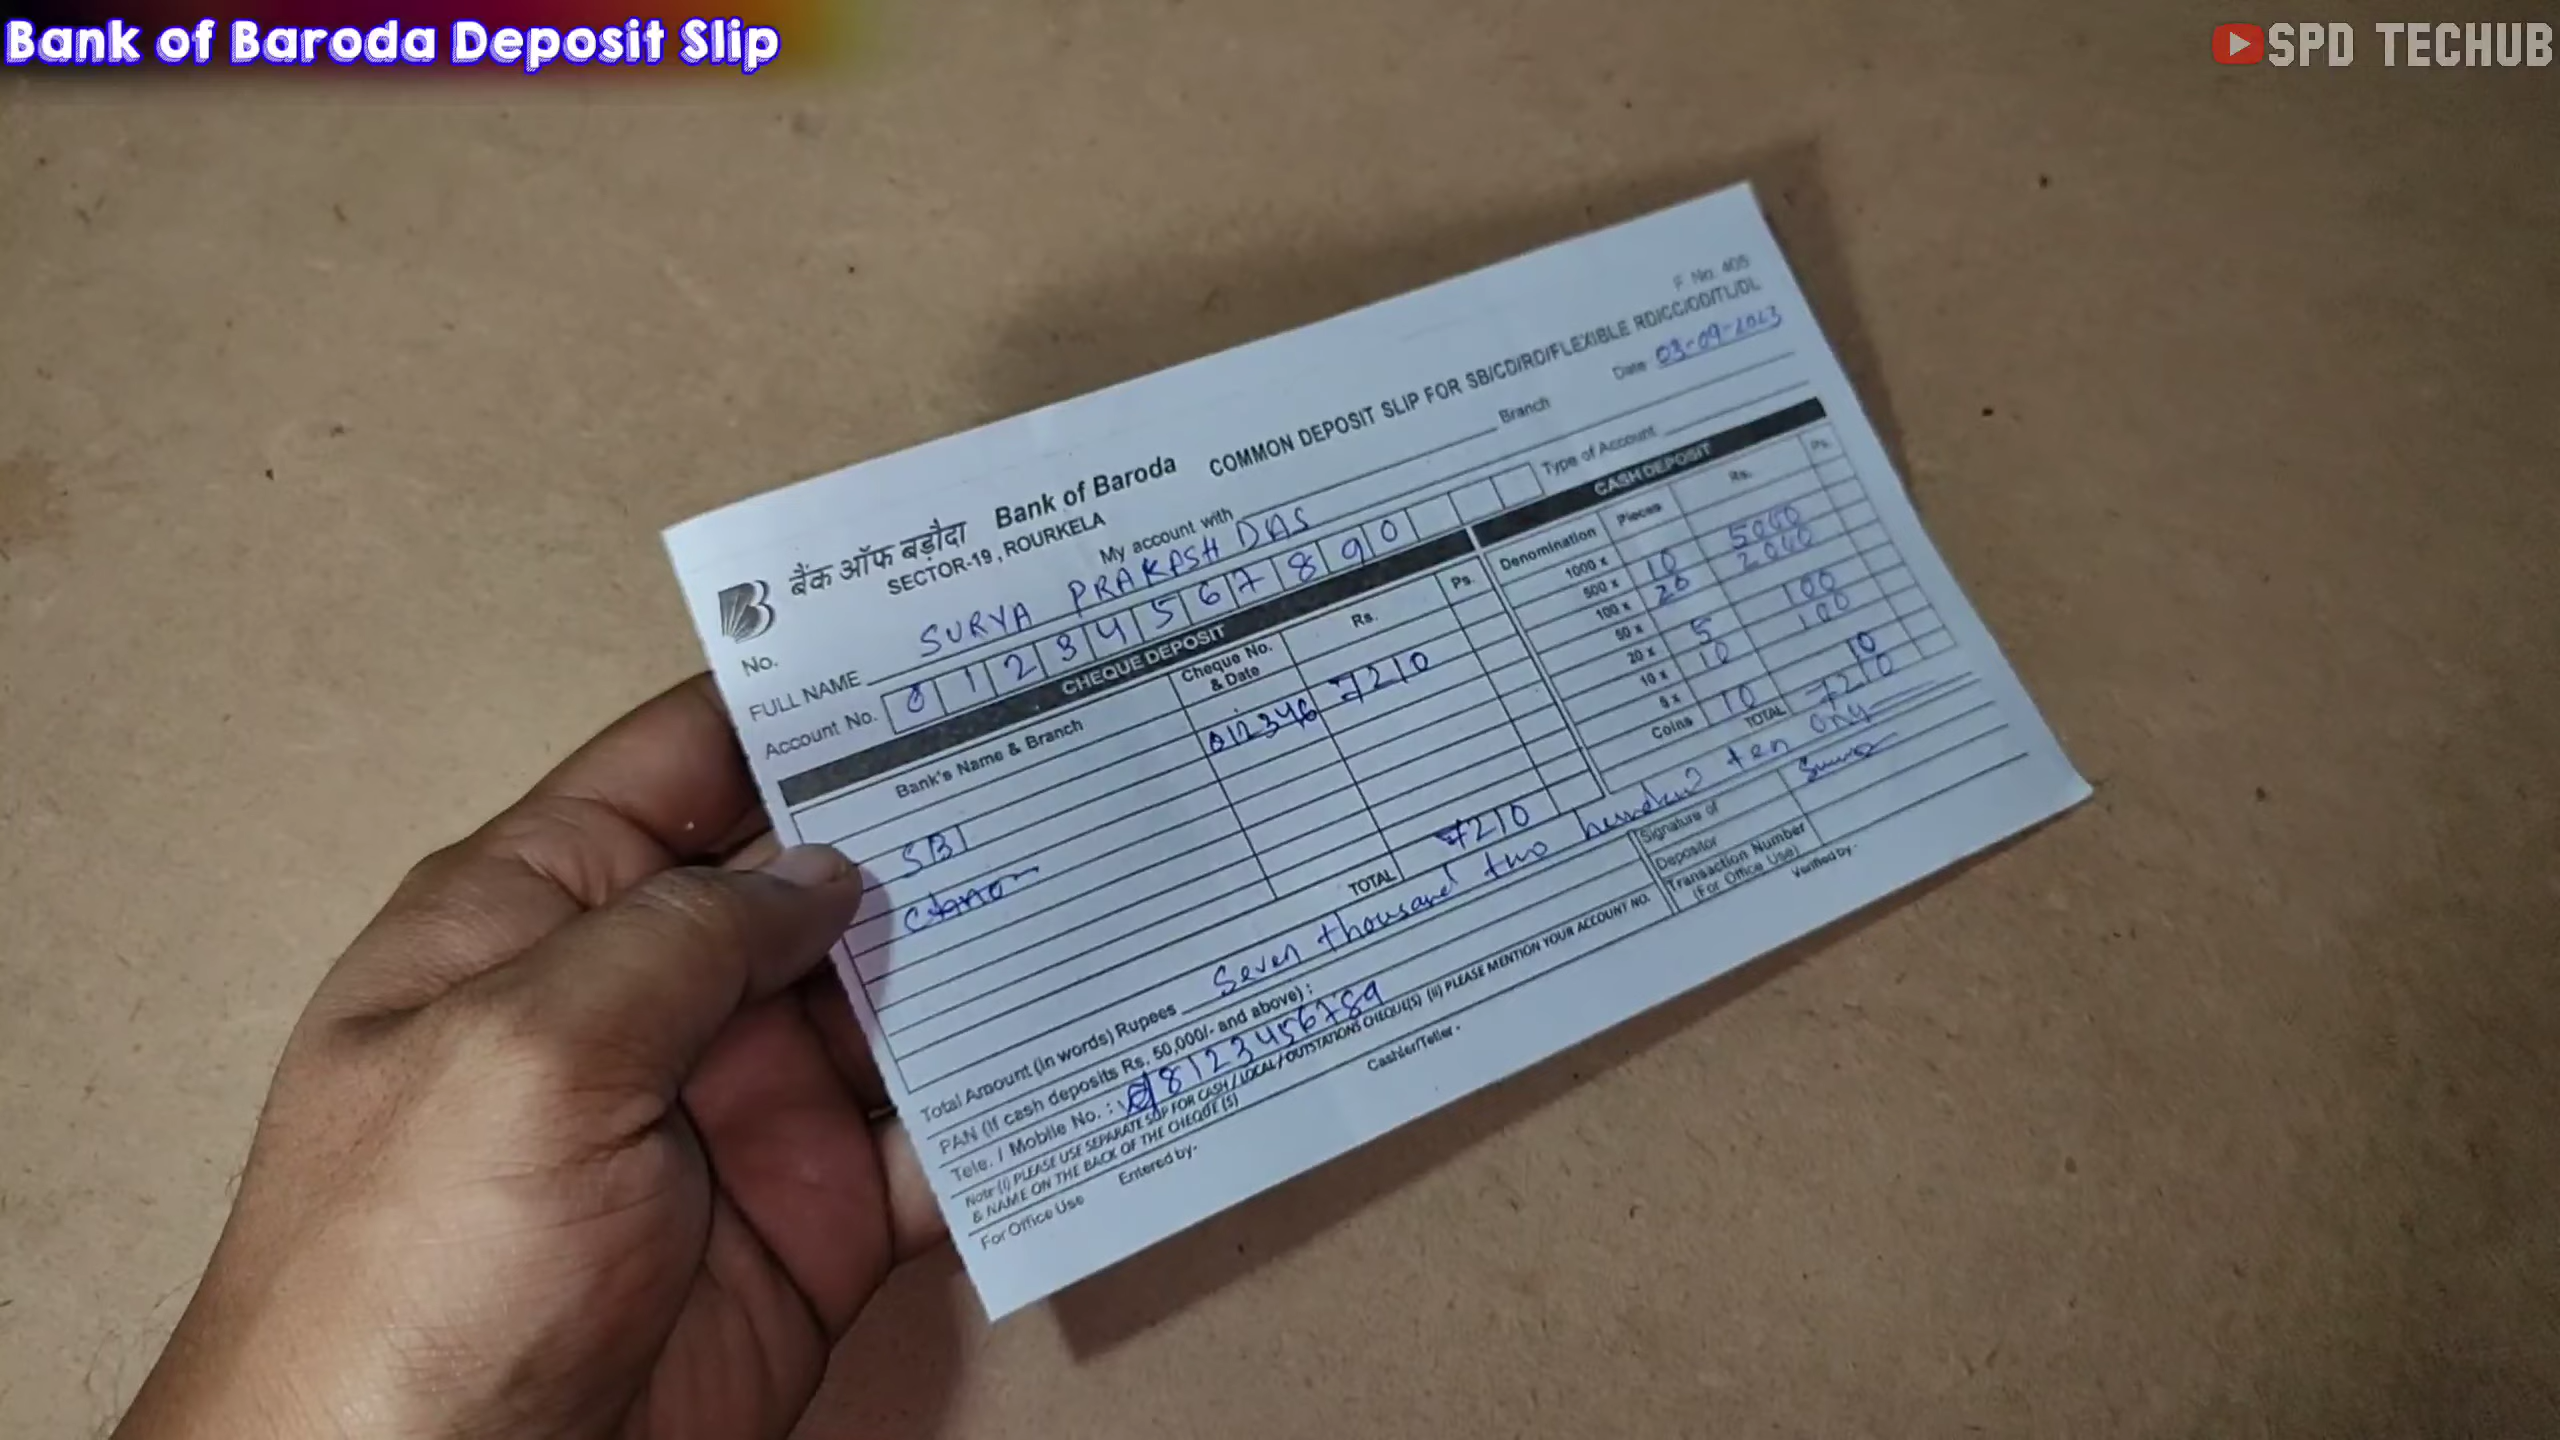 Bank of Baroda Deposit Slip
SPD TECHUB
F. No. 405
बैंक ऑफ बड़ौदा Bank of Baroda COMMON DEPOSIT SLIP FOR SB/CD/RD/FLEXIBLE RD/CC/OD/TL/DL
SECTOR-19, ROURKELA
Date 03-09-2023
No. My account with Branch
FULL NAME SURYA PRAKASH DAS
Account No. 0 1 2 3 4 5 6 7 8 9 0 Type of Account
CHEQUE DEPOSIT
Bank's Name & Branch Cheque No. & Date Rs. Ps.
SBI 012346 7210
TOTAL 7210
CASH DEPOSIT
Denomination Pieces Rs. Ps.
1000 x
500 x 10 5000
100 x 20 2000
50 x
20 x 5 100
10 x 10 100
5 x
Coins 10 10
TOTAL 7210
Total Amount (in words) Rupees Seven thousand two hundred ten only
PAN (If cash deposits Rs. 50,000/- and above) :
Tele. / Mobile No. : 8123456789
Signature of Depositor
Transaction Number (For Office Use)
Note (i) PLEASE USE SEPARATE SLIP FOR CASH / LOCAL / OUTSTATIONS CHEQUE(S) (ii) PLEASE MENTION YOUR ACCOUNT NO.
& NAME ON THE BACK OF THE CHEQUE (S)
For Office Use Entered by- Cashier/Teller - Verified by-